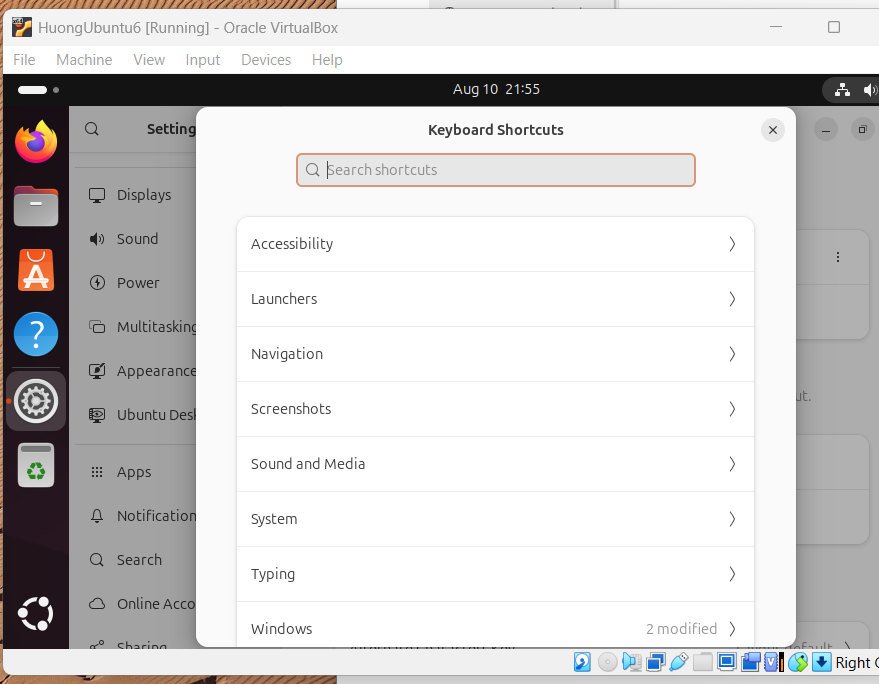 HuongUbuntu6 [Running] - Oracle VirtualBox
File Machine View Input Devices Help
Aug 10 21:55
Setting
Keyboard Shortcuts
Search shortcuts
Displays
Sound
Power
Multitasking
Appearance
Ubuntu Desk
Apps
Notification
Search
Online Acco
Sharing
Accessibility
Launchers
Navigation
Screenshots
Sound and Media
System
Typing
Windows 2 modified
ut.
Right C